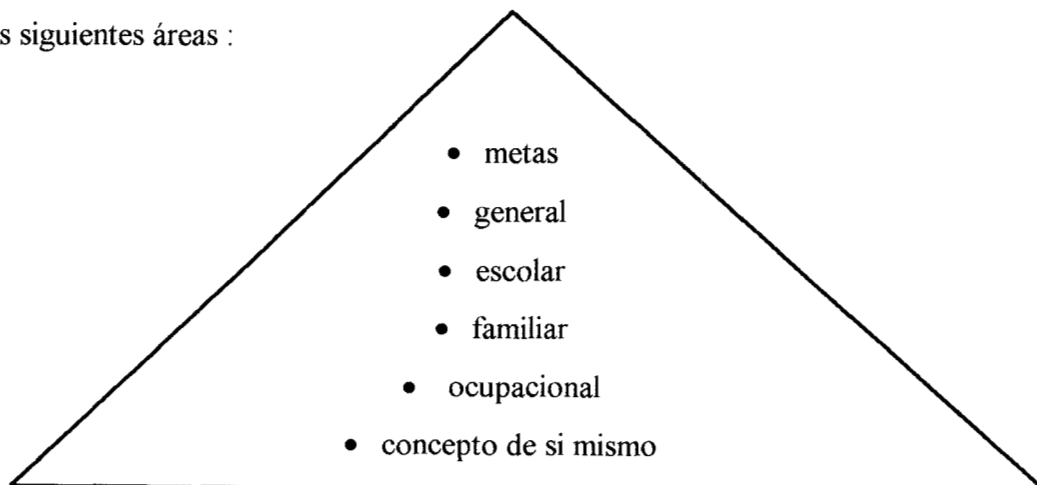 s siguientes áreas :
• metas
• general
• escolar
• familiar
• ocupacional
• concepto de si mismo